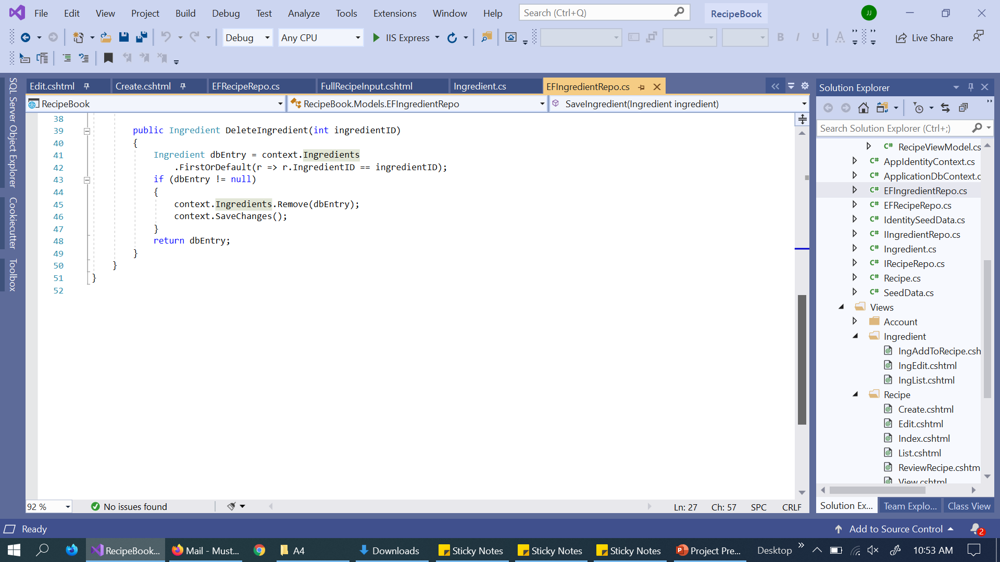 File Edit View Project Build Debug Test Analyze Tools Extensions Window Help Search (Ctrl+Q) RecipeBook JJ
Debug Any CPU IIS Express B I U A Live Share
SQL Server Object Explorer
Cookiecutter
Toolbox
Edit.cshtml Create.cshtml EFRecipeRepo.cs FullRecipeInput.cshtml Ingredient.cs EFIngredientRepo.cs
RecipeBook RecipeBook.Models.EFIngredientRepo SaveIngredient(Ingredient ingredient)
38
39 public Ingredient DeleteIngredient(int ingredientID)
40 {
41 Ingredient dbEntry = context.Ingredients
42 .FirstOrDefault(r => r.IngredientID == ingredientID);
43 if (dbEntry != null)
44 {
45 context.Ingredients.Remove(dbEntry);
46 context.SaveChanges();
47 }
48 return dbEntry;
49 }
50 }
51 }
52
92 % No issues found Ln: 27 Ch: 57 SPC CRLF
Solution Explorer
Search Solution Explorer (Ctrl+;)
C# RecipeViewModel.cs
C# AppIdentityContext.cs
C# ApplicationDbContext.c
C# EFIngredientRepo.cs
C# EFRecipeRepo.cs
C# IdentitySeedData.cs
C# IIngredientRepo.cs
C# Ingredient.cs
C# IRecipeRepo.cs
C# Recipe.cs
C# SeedData.cs
Views
Account
Ingredient
IngAddToRecipe.csh
IngEdit.cshtml
IngList.cshtml
Recipe
Create.cshtml
Edit.cshtml
Index.cshtml
List.cshtml
ReviewRecipe.cshtm
View.cshtml
Solution Ex... Team Explo... Class View
Ready Add to Source Control 2
RecipeBook... Mail - Must... A4 Downloads Sticky Notes Sticky Notes Sticky Notes Project Pre... Desktop 10:53 AM